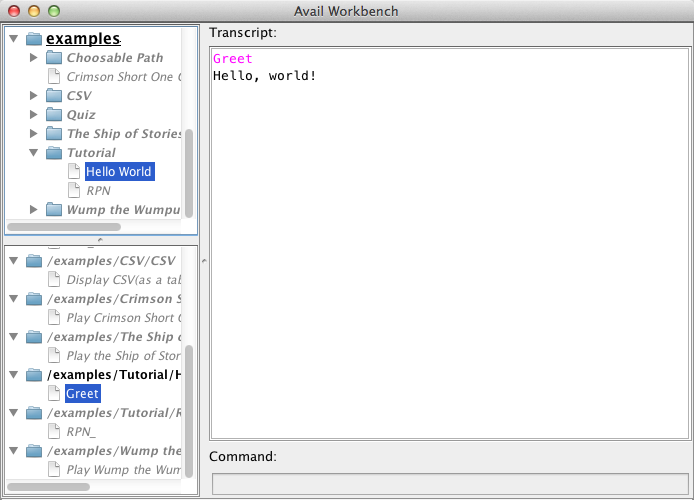 Avail Workbench
examples
Choosable Path
Crimson Short One
CSV
Quiz
The Ship of Stories
Tutorial
Hello World
RPN
Wump the Wumpu
/examples/CSV/CSV
Display CSV(as a tab
/examples/Crimson S
Play Crimson Short
/examples/The Ship
Play the Ship of Stor
/examples/Tutorial/H
Greet
/examples/Tutorial/R
RPN_
/examples/Wump the
Play Wump the Wum
Transcript:
Greet
Hello, world!
Command: